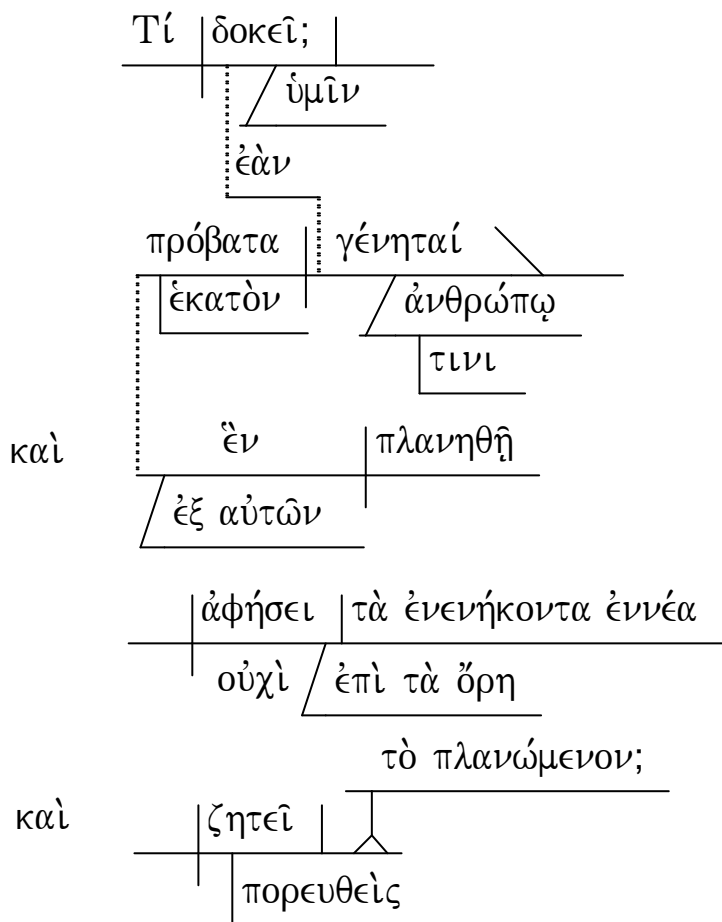 Τί δοκεῖ;
ὑμῖν
ἐὰν
πρόβατα γένηταί
ἑκατὸν ἀνθρώπῳ
τινι
καὶ ἓν πλανηθῇ
ἐξ αὐτῶν
ἀφήσει τὰ ἐνενήκοντα ἐννέα
οὐχὶ ἐπὶ τὰ ὄρη
τὸ πλανώμενον;
καὶ ζητεῖ
πορευθεὶς